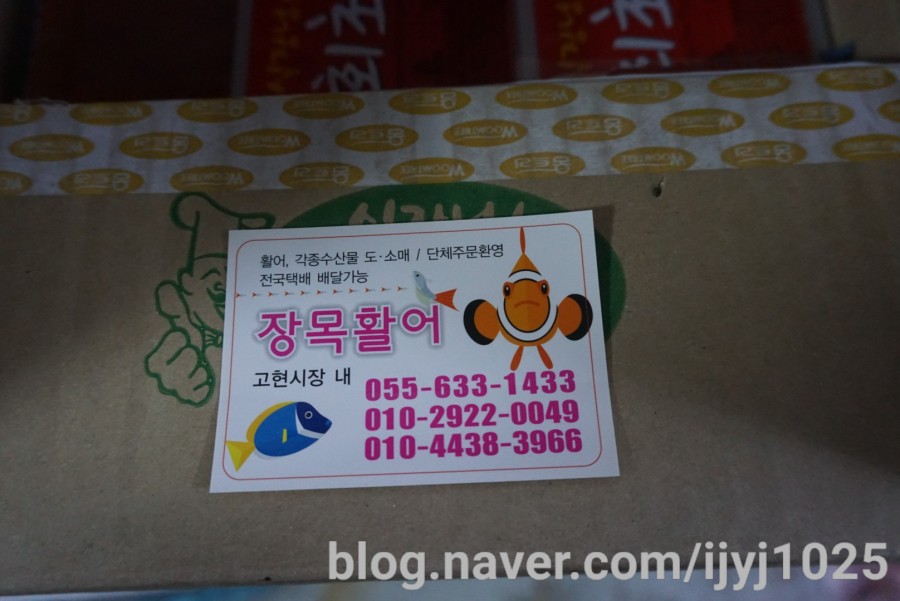 활어, 각종수산물 도·소매 / 단체주문환영
전국택배 배달가능
장목활어
고현시장 내
055-633-1433
010-2922-0049
010-4438-3966
blog.naver.com/ijyj1025